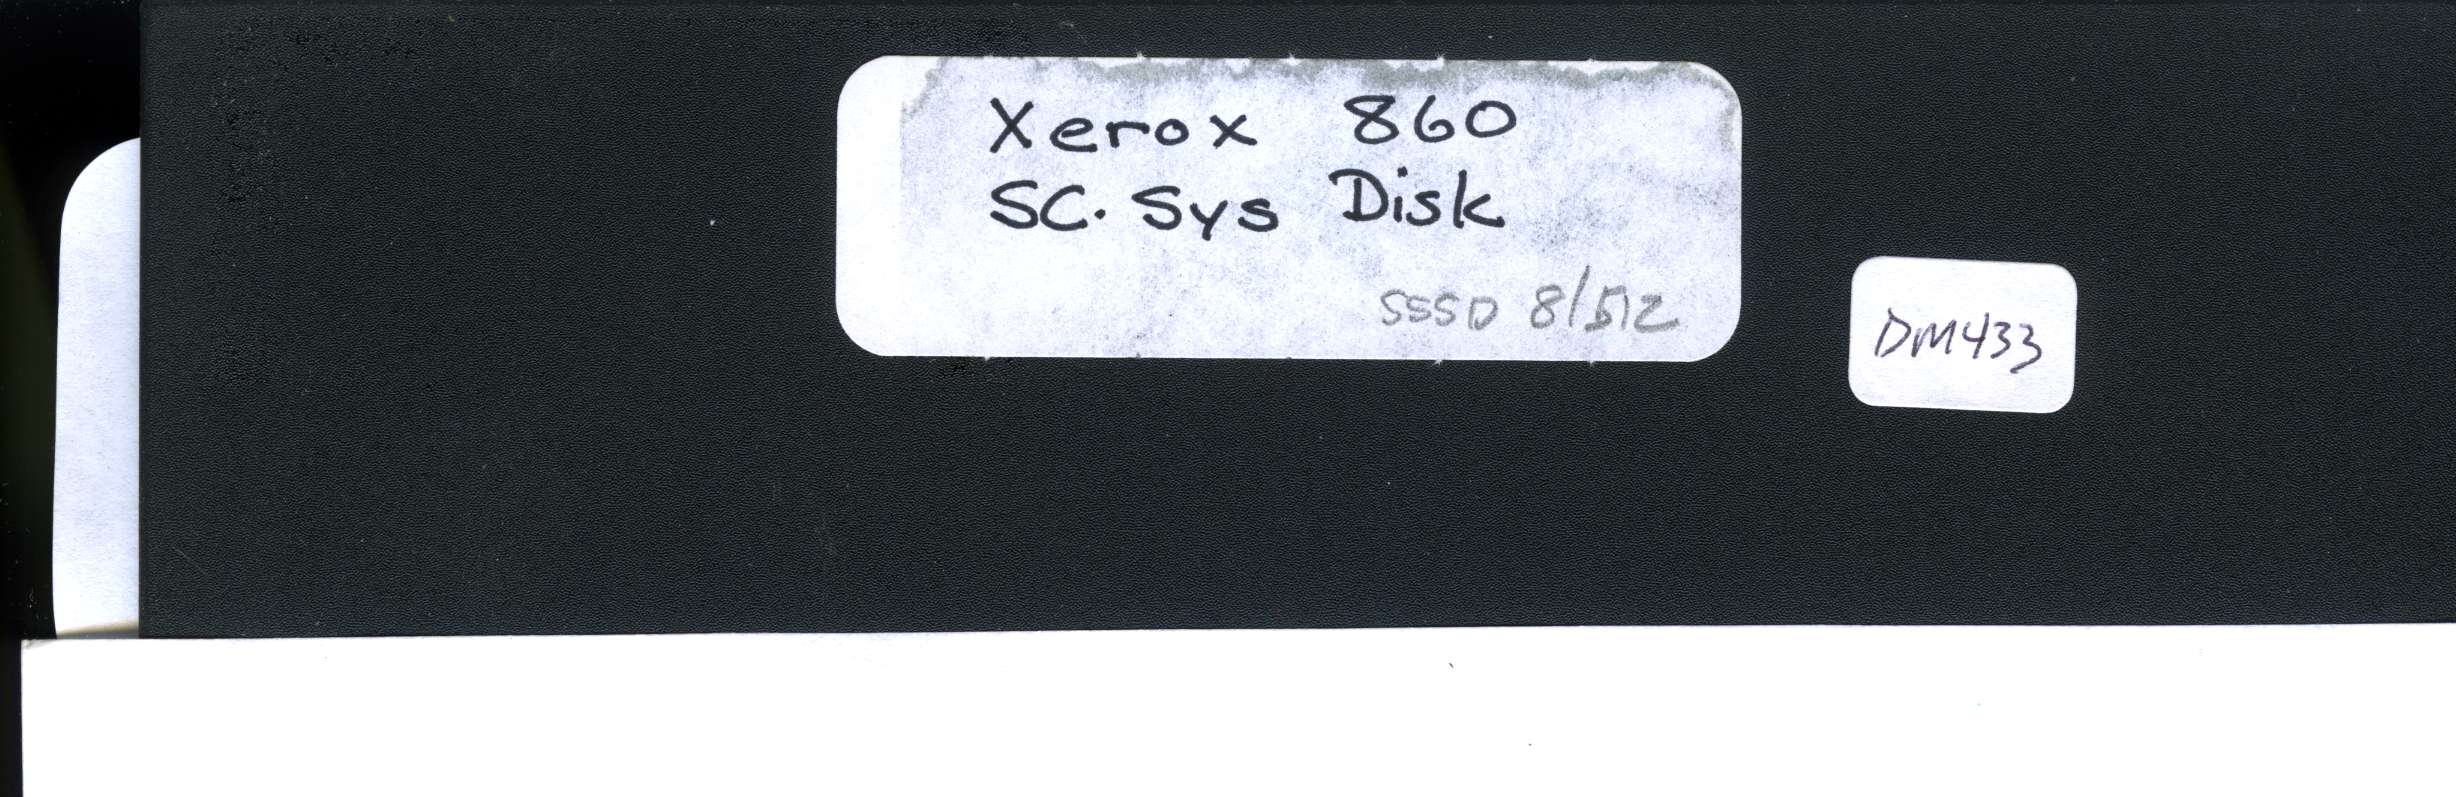 Xerox 860
SC. Sys Disk
SSSD 8/512
DM433